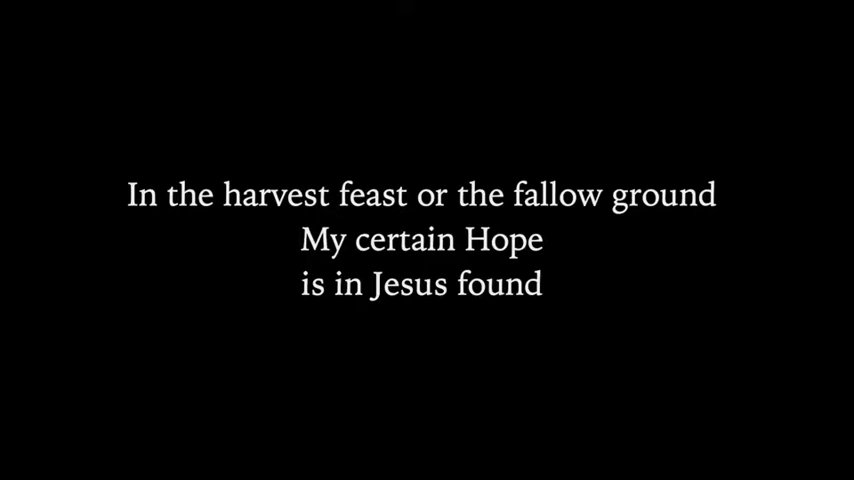 In the harvest feast or the fallow ground
My certain Hope
is in Jesus found